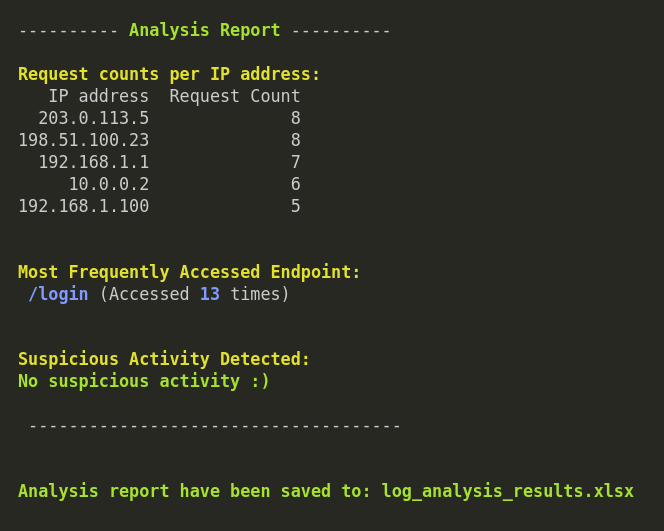 ---------- Analysis Report ----------
Request counts per IP address:
IP address  Request Count
203.0.113.5              8
198.51.100.23              8
192.168.1.1              7
10.0.0.2              6
192.168.1.100              5
Most Frequently Accessed Endpoint:
/login (Accessed 13 times)
Suspicious Activity Detected:
No suspicious activity :)
-------------------------------------
Analysis report have been saved to: log_analysis_results.xlsx